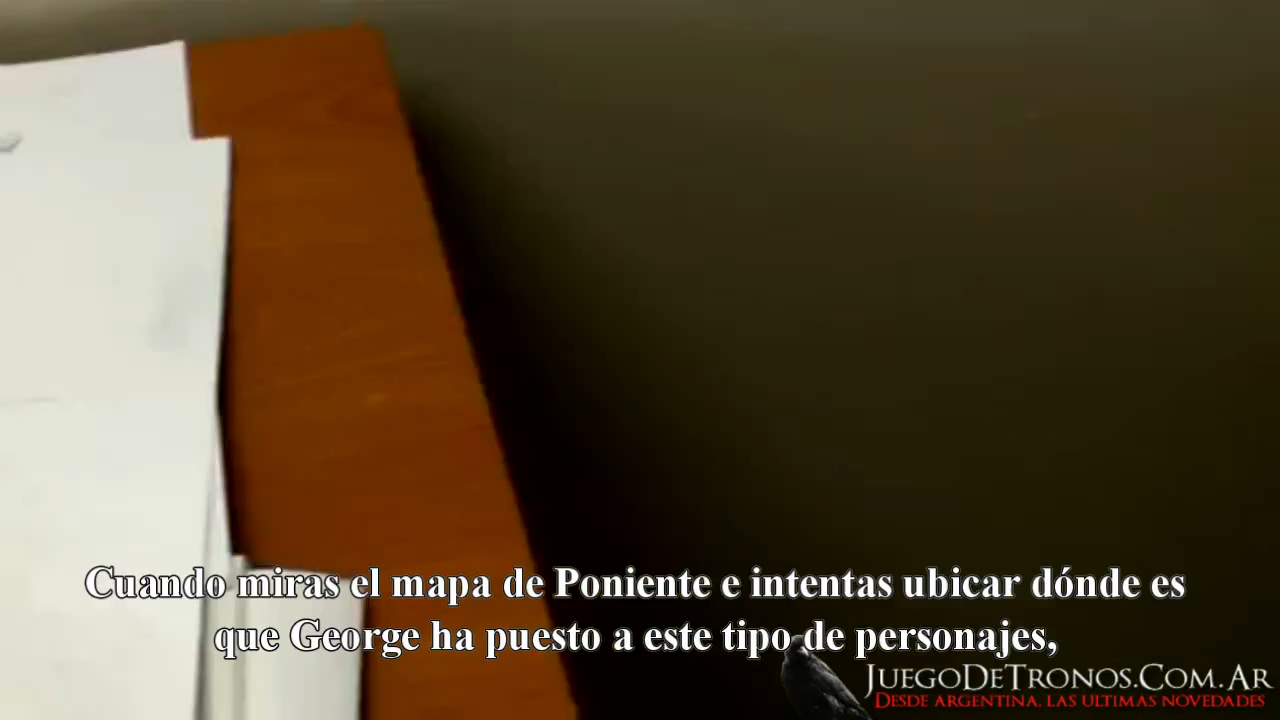 Cuando miras el mapa de Poniente e intentas ubicar dónde es
que George ha puesto a este tipo de personajes,
JuegoDeTronos.Com.Ar
Desde Argentina, las ultimas novedades